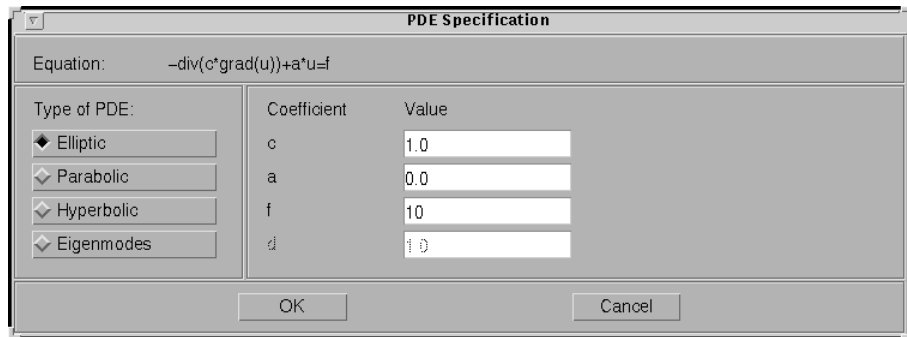 PDE Specification
Equation: -div(c*grad(u))+a*u=f
Type of PDE: Coefficient Value
Elliptic c 1.0
Parabolic a 0.0
Hyperbolic f 10
Eigenmodes d 1.0
OK Cancel